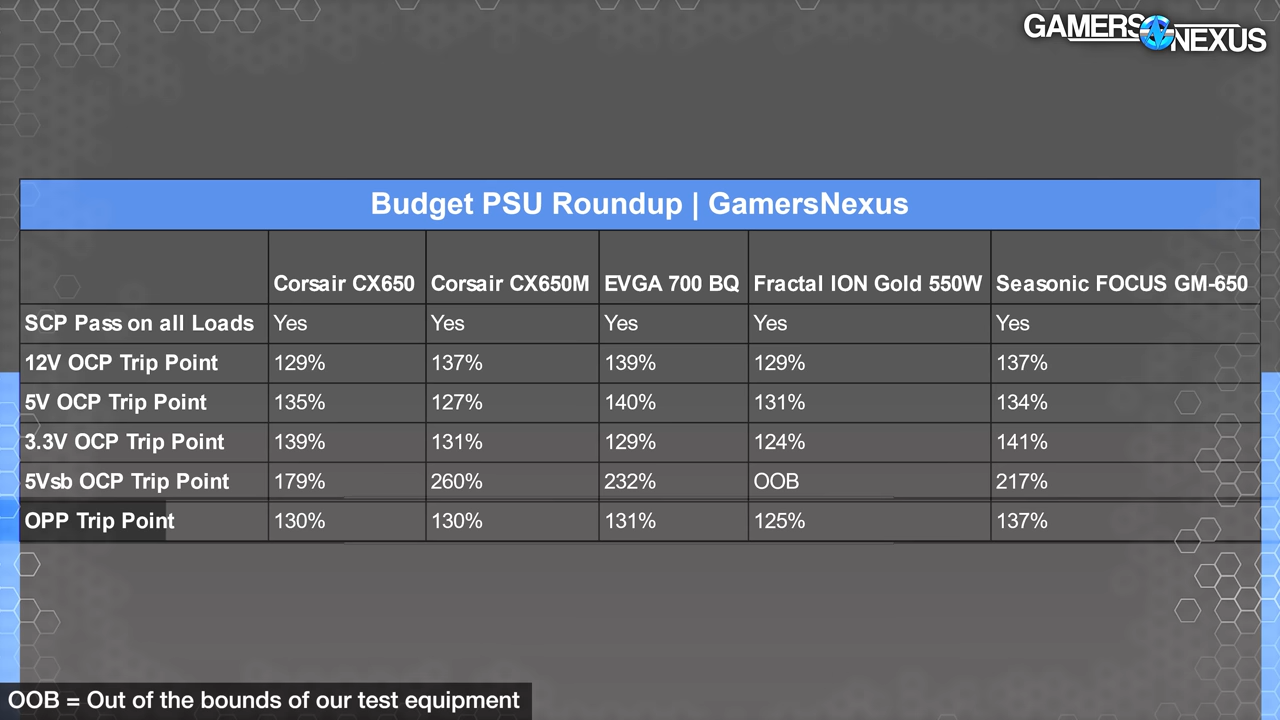 GAMERS NEXUS
Budget PSU Roundup | GamersNexus
Corsair CX650 Corsair CX650M EVGA 700 BQ Fractal ION Gold 550W Seasonic FOCUS GM-650
SCP Pass on all Loads Yes Yes Yes Yes Yes
12V OCP Trip Point 129% 137% 139% 129% 137%
5V OCP Trip Point 135% 127% 140% 131% 134%
3.3V OCP Trip Point 139% 131% 129% 124% 141%
5Vsb OCP Trip Point 179% 260% 232% OOB 217%
OPP Trip Point 130% 130% 131% 125% 137%
OOB = Out of the bounds of our test equipment